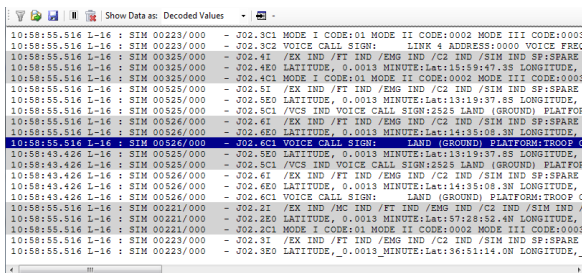 Show Data as: Decoded Values
10:58:55.516 L-16 : SIM 00223/000 - J02.3C1 MODE I CODE:01 MODE II CODE:0002 MODE III CODE:0003
10:58:55.516 L-16 : SIM 00223/000 - J02.3C2 VOICE CALL SIGN: LINK 4 ADDRESS:0000 VOICE FREQ
10:58:55.516 L-16 : SIM 00325/000 - J02.4I /EX IND /FT IND /EMG IND /C2 IND /SIM IND SP:SPARE
10:58:55.516 L-16 : SIM 00325/000 - J02.4E0 LATITUDE, 0.0013 MINUTE:Lat:15:59:47.3S LONGITUDE,
10:58:55.516 L-16 : SIM 00325/000 - J02.4C1 MODE I CODE:01 MODE II CODE:0002 MODE III CODE:0003
10:58:55.516 L-16 : SIM 00525/000 - J02.5I /EX IND /FT IND /EMG IND /C2 IND /SIM IND SP:SPARE
10:58:55.516 L-16 : SIM 00525/000 - J02.5E0 LATITUDE, 0.0013 MINUTE:Lat:13:19:37.8S LONGITUDE,
10:58:55.516 L-16 : SIM 00525/000 - J02.5C1 /VCS IND VOICE CALL SIGN:2525 LAND (GROUND) PLATFOR
10:58:55.516 L-16 : SIM 00526/000 - J02.6I /EX IND /FT IND /EMG IND /C2 IND /SIM IND SP:SPARE
10:58:55.516 L-16 : SIM 00526/000 - J02.6E0 LATITUDE, 0.0013 MINUTE:Lat:14:35:08.3N LONGITUDE,
10:58:55.516 L-16 : SIM 00526/000 - J02.6C1 VOICE CALL SIGN: LAND (GROUND) PLATFORM:TROOP
10:58:43.426 L-16 : SIM 00525/000 - J02.5E0 LATITUDE, 0.0013 MINUTE:Lat:13:19:37.8S LONGITUDE,
10:58:43.426 L-16 : SIM 00525/000 - J02.5C1 /VCS IND VOICE CALL SIGN:2525 LAND (GROUND) PLATFOR
10:58:43.426 L-16 : SIM 00526/000 - J02.6I /EX IND /FT IND /EMG IND /C2 IND /SIM IND SP:SPARE
10:58:43.426 L-16 : SIM 00526/000 - J02.6E0 LATITUDE, 0.0013 MINUTE:Lat:14:35:08.3N LONGITUDE,
10:58:43.426 L-16 : SIM 00526/000 - J02.6C1 VOICE CALL SIGN: LAND (GROUND) PLATFORM:TROOP
10:58:55.516 L-16 : SIM 00221/000 - J02.2I /EX IND /MC IND /FT IND /EMG IND /C2 IND /SIM IND /
10:58:55.516 L-16 : SIM 00221/000 - J02.2E0 LATITUDE, 0.0013 MINUTE:Lat:57:28:52.4N LONGITUDE,
10:58:55.516 L-16 : SIM 00221/000 - J02.2C1 MODE I CODE:01 MODE II CODE:0002 MODE III CODE:0003
10:58:55.516 L-16 : SIM 00223/000 - J02.3I /EX IND /FT IND /EMG IND /C2 IND /SIM IND SP:SPARE
10:58:55.516 L-16 : SIM 00223/000 - J02.3E0 LATITUDE, 0.0013 MINUTE:Lat:36:51:14.0N LONGITUDE,